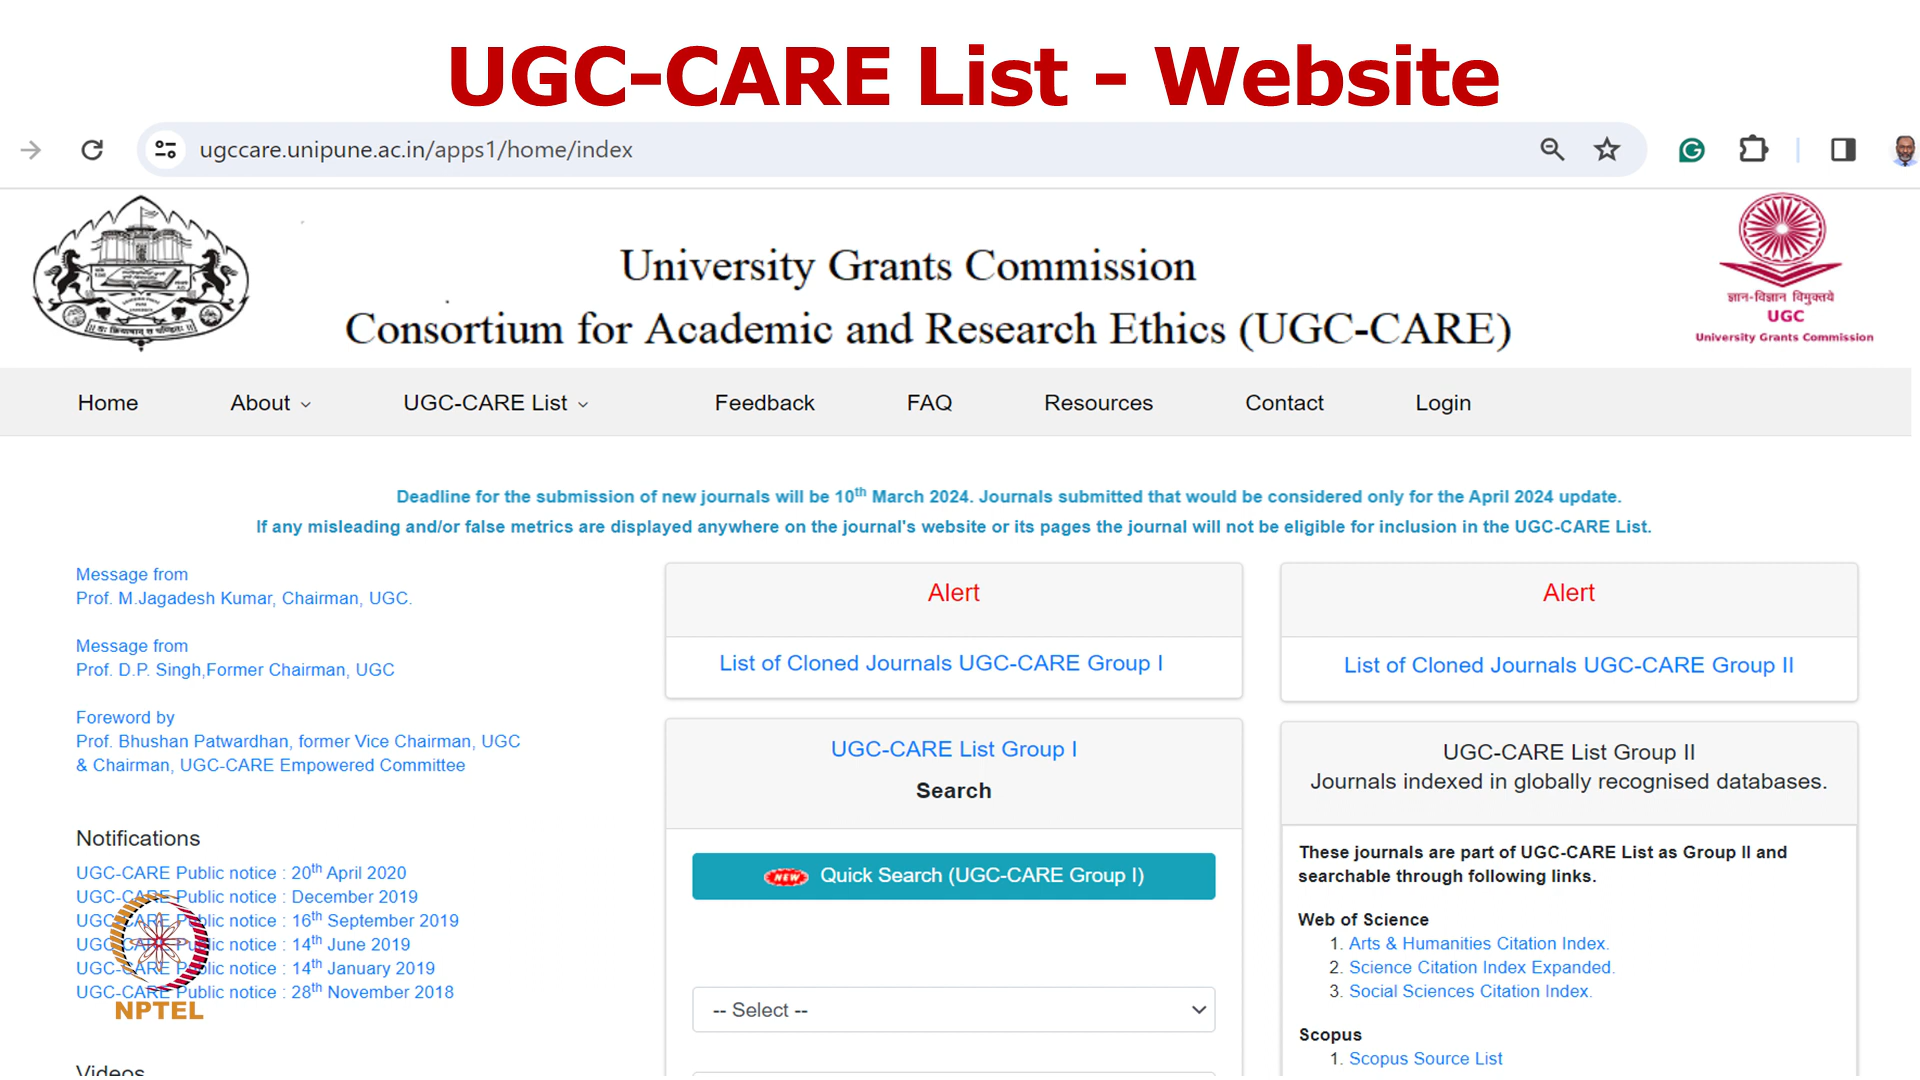 UGC-CARE List - Website
ugccare.unipune.ac.in/apps1/home/index
University Grants Commission
Consortium for Academic and Research Ethics (UGC-CARE)
ज्ञान-विज्ञान विमुक्तये
UGC
University Grants Commission
Home About UGC-CARE List Feedback FAQ Resources Contact Login
Deadline for the submission of new journals will be 10th March 2024. Journals submitted that would be considered only for the April 2024 update.
If any misleading and/or false metrics are displayed anywhere on the journal's website or its pages the journal will not be eligible for inclusion in the UGC-CARE List.
Message from
Prof. M.Jagadesh Kumar, Chairman, UGC.
Message from
Prof. D.P. Singh,Former Chairman, UGC
Foreword by
Prof. Bhushan Patwardhan, former Vice Chairman, UGC
& Chairman, UGC-CARE Empowered Committee
Notifications
UGC-CARE Public notice : 20th April 2020
UGC-CARE Public notice : December 2019
UGC-CARE Public notice : 16th September 2019
UGC-CARE Public notice : 14th June 2019
UGC-CARE Public notice : 14th January 2019
UGC-CARE Public notice : 28th November 2018
NPTEL
Videos
Alert
List of Cloned Journals UGC-CARE Group I
UGC-CARE List Group I
Search
NEW Quick Search (UGC-CARE Group I)
-- Select --
Alert
List of Cloned Journals UGC-CARE Group II
UGC-CARE List Group II
Journals indexed in globally recognised databases.
These journals are part of UGC-CARE List as Group II and
searchable through following links.
Web of Science
1. Arts & Humanities Citation Index.
2. Science Citation Index Expanded.
3. Social Sciences Citation Index.
Scopus
1. Scopus Source List